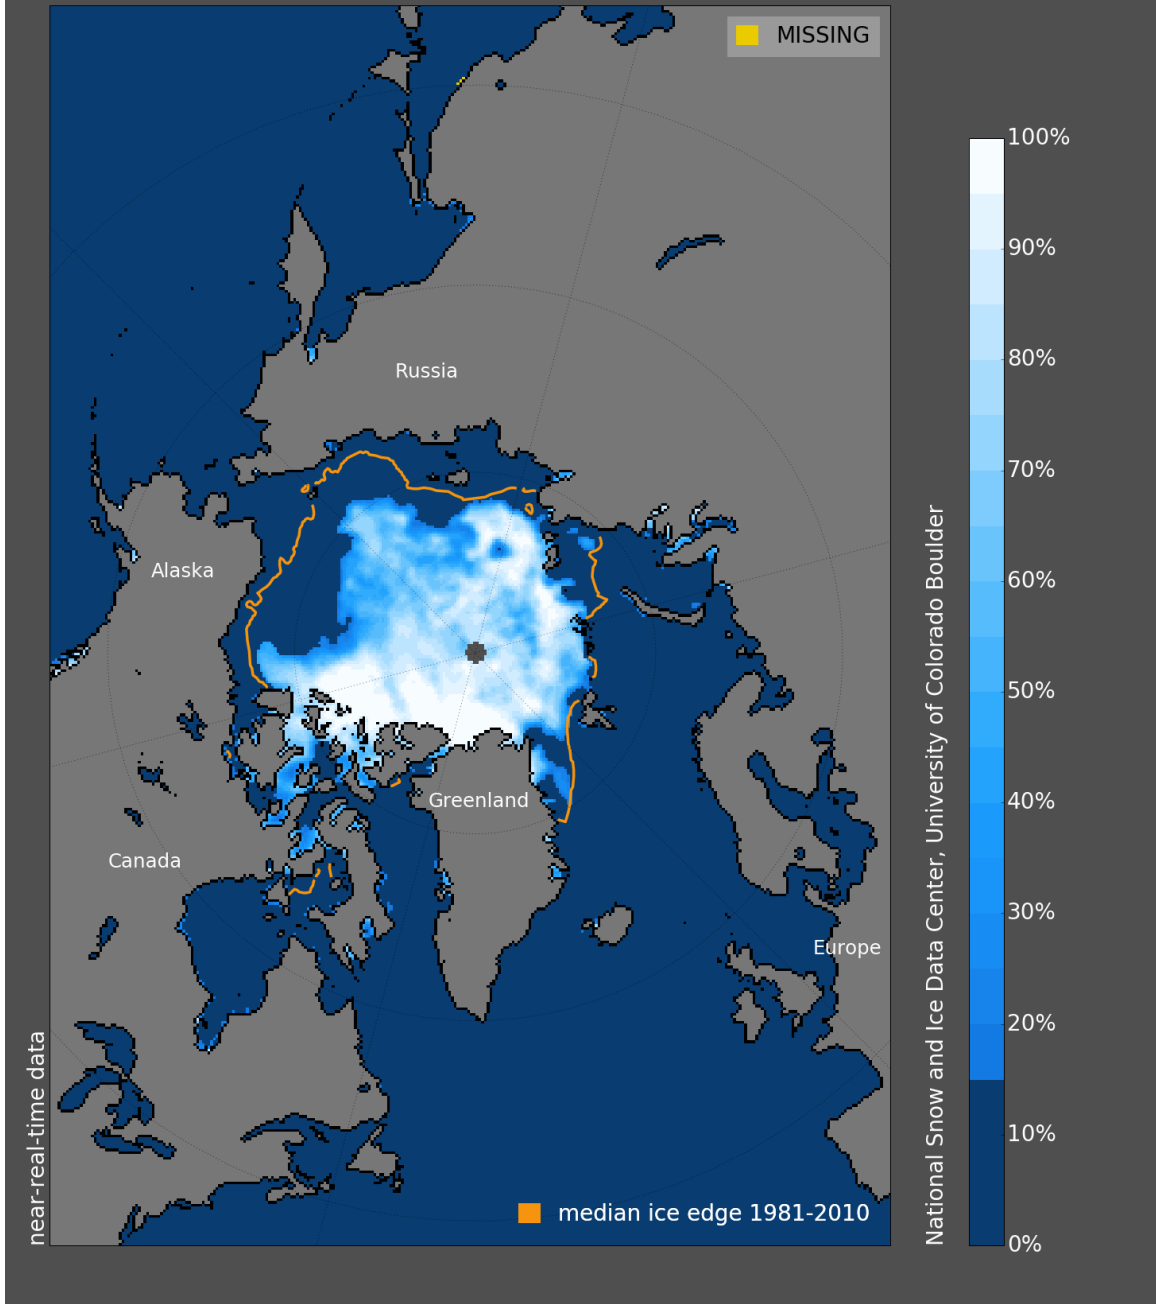 MISSING
100%
90%
80%
Russia
70%
60%
Alaska
50%
40%
Greenland
Canada
30%
Europe
20%
10%
median ice edge 1981-2010
0%
near-real-time data
National Snow and Ice Data Center, University of Colorado Boulder